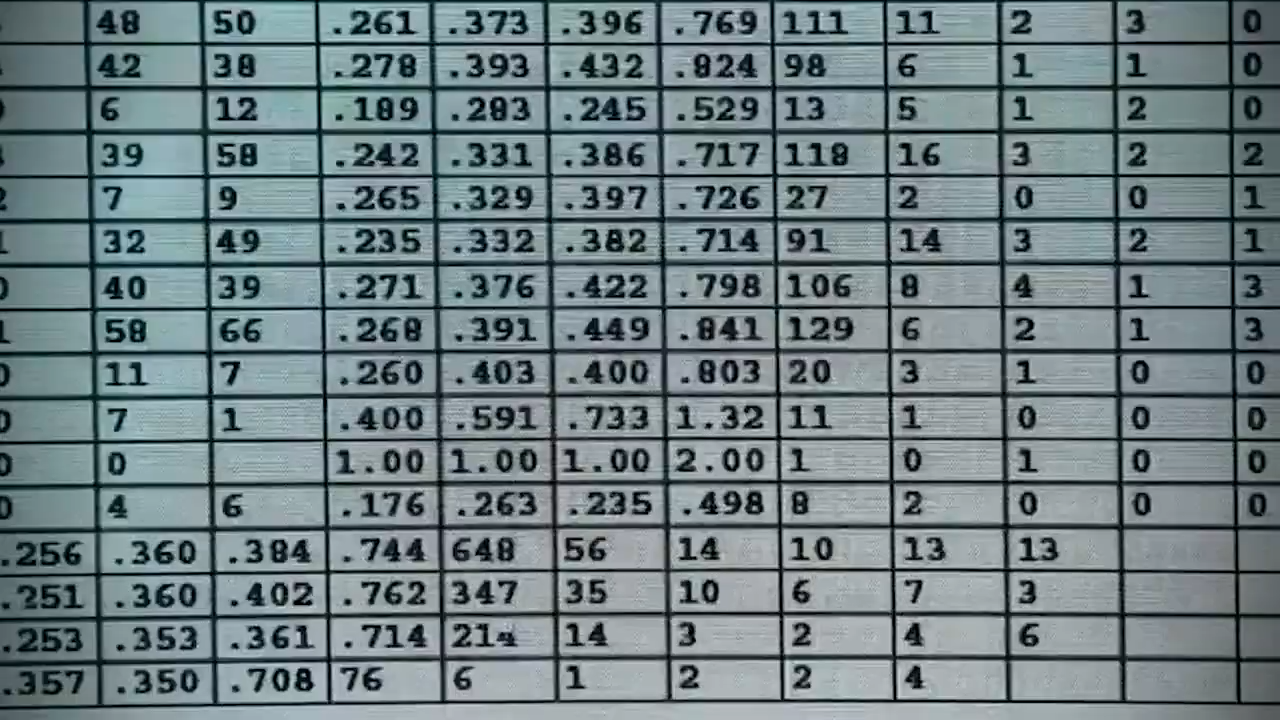 48 50 .261 .373 .396 .769 111 11 2 3 0
42 38 .278 .393 .432 .824 98 6 1 1 0
6 12 .189 .283 .245 .529 13 5 1 2 0
39 58 .242 .331 .386 .717 118 16 3 2 2
7 9 .265 .329 .397 .726 27 2 0 0 1
32 49 .235 .332 .382 .714 91 14 3 2 1
40 39 .271 .376 .422 .798 106 8 4 1 3
58 66 .268 .391 .449 .841 129 6 2 1 3
11 7 .260 .403 .400 .803 20 3 1 0 0
7 1 .400 .591 .733 1.32 11 1 0 0 0
0 1.00 1.00 1.00 2.00 1 0 1 0 0
4 6 .176 .263 .235 .498 8 2 0 0 0
.256 .360 .384 .744 648 56 14 10 13 13
.251 .360 .402 .762 347 35 10 6 7 3
.253 .353 .361 .714 14 3 2 4 6
.357 .350 .708 76 6 1 2 2 4